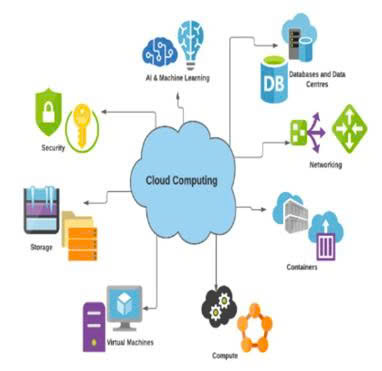 AI & Machine Learning
DB
Databases and Data
Centres
Security
Networking
Cloud Computing
Storage
Containers
Virtual Machines
Compute